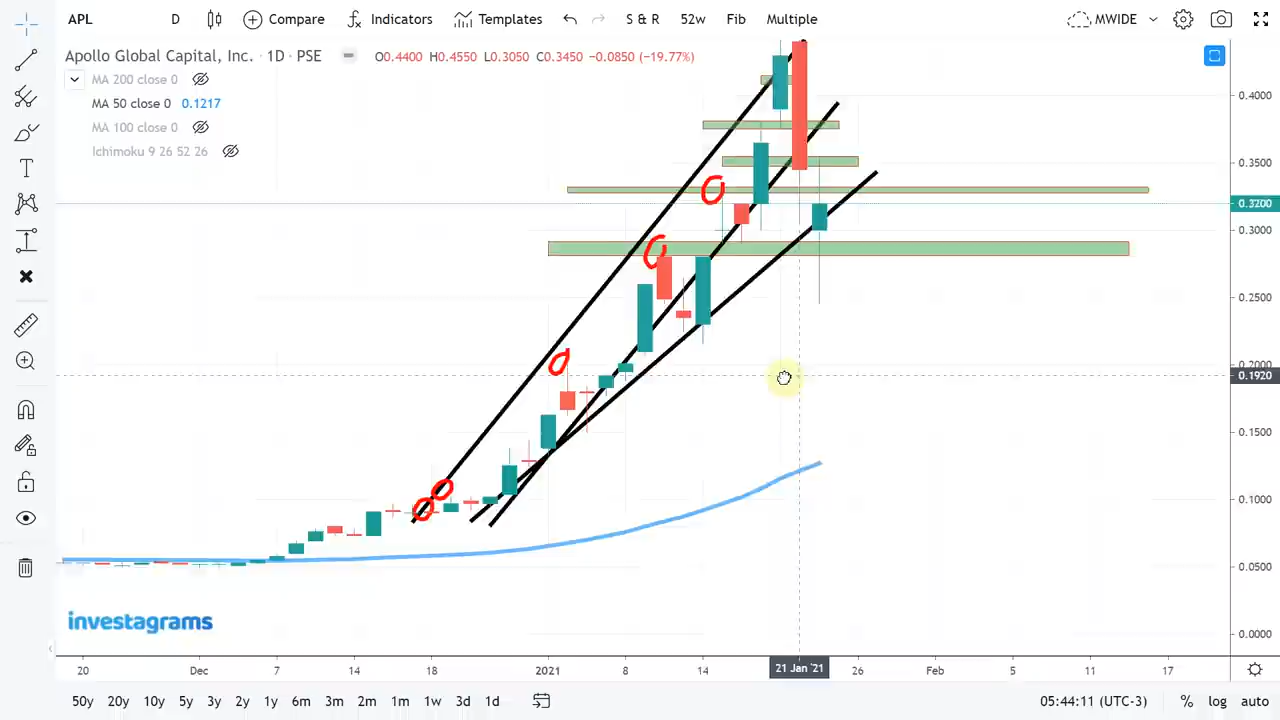 APL D Compare Indicators Templates S & R 52w Fib Multiple MWIDE
Apollo Global Capital, Inc. · 1D · PSE O0.4400 H0.4550 L0.3050 C0.3450 −0.0850 (−19.77%)
MA 200 close 0
MA 50 close 0 0.1217
MA 100 close 0
Ichimoku 9 26 52 26
0.4000
0.3500
0.3200
0.3000
0.2500
0.2000
0.1920
0.1500
0.1000
0.0500
0.0000
investagrams
20 Dec 7 14 18 2021 8 14 21 Jan '21 26 Feb 5 11 17
50y 20y 10y 5y 3y 2y 1y 6m 3m 2m 1m 1w 3d 1d 05:44:11 (UTC-3) % log auto